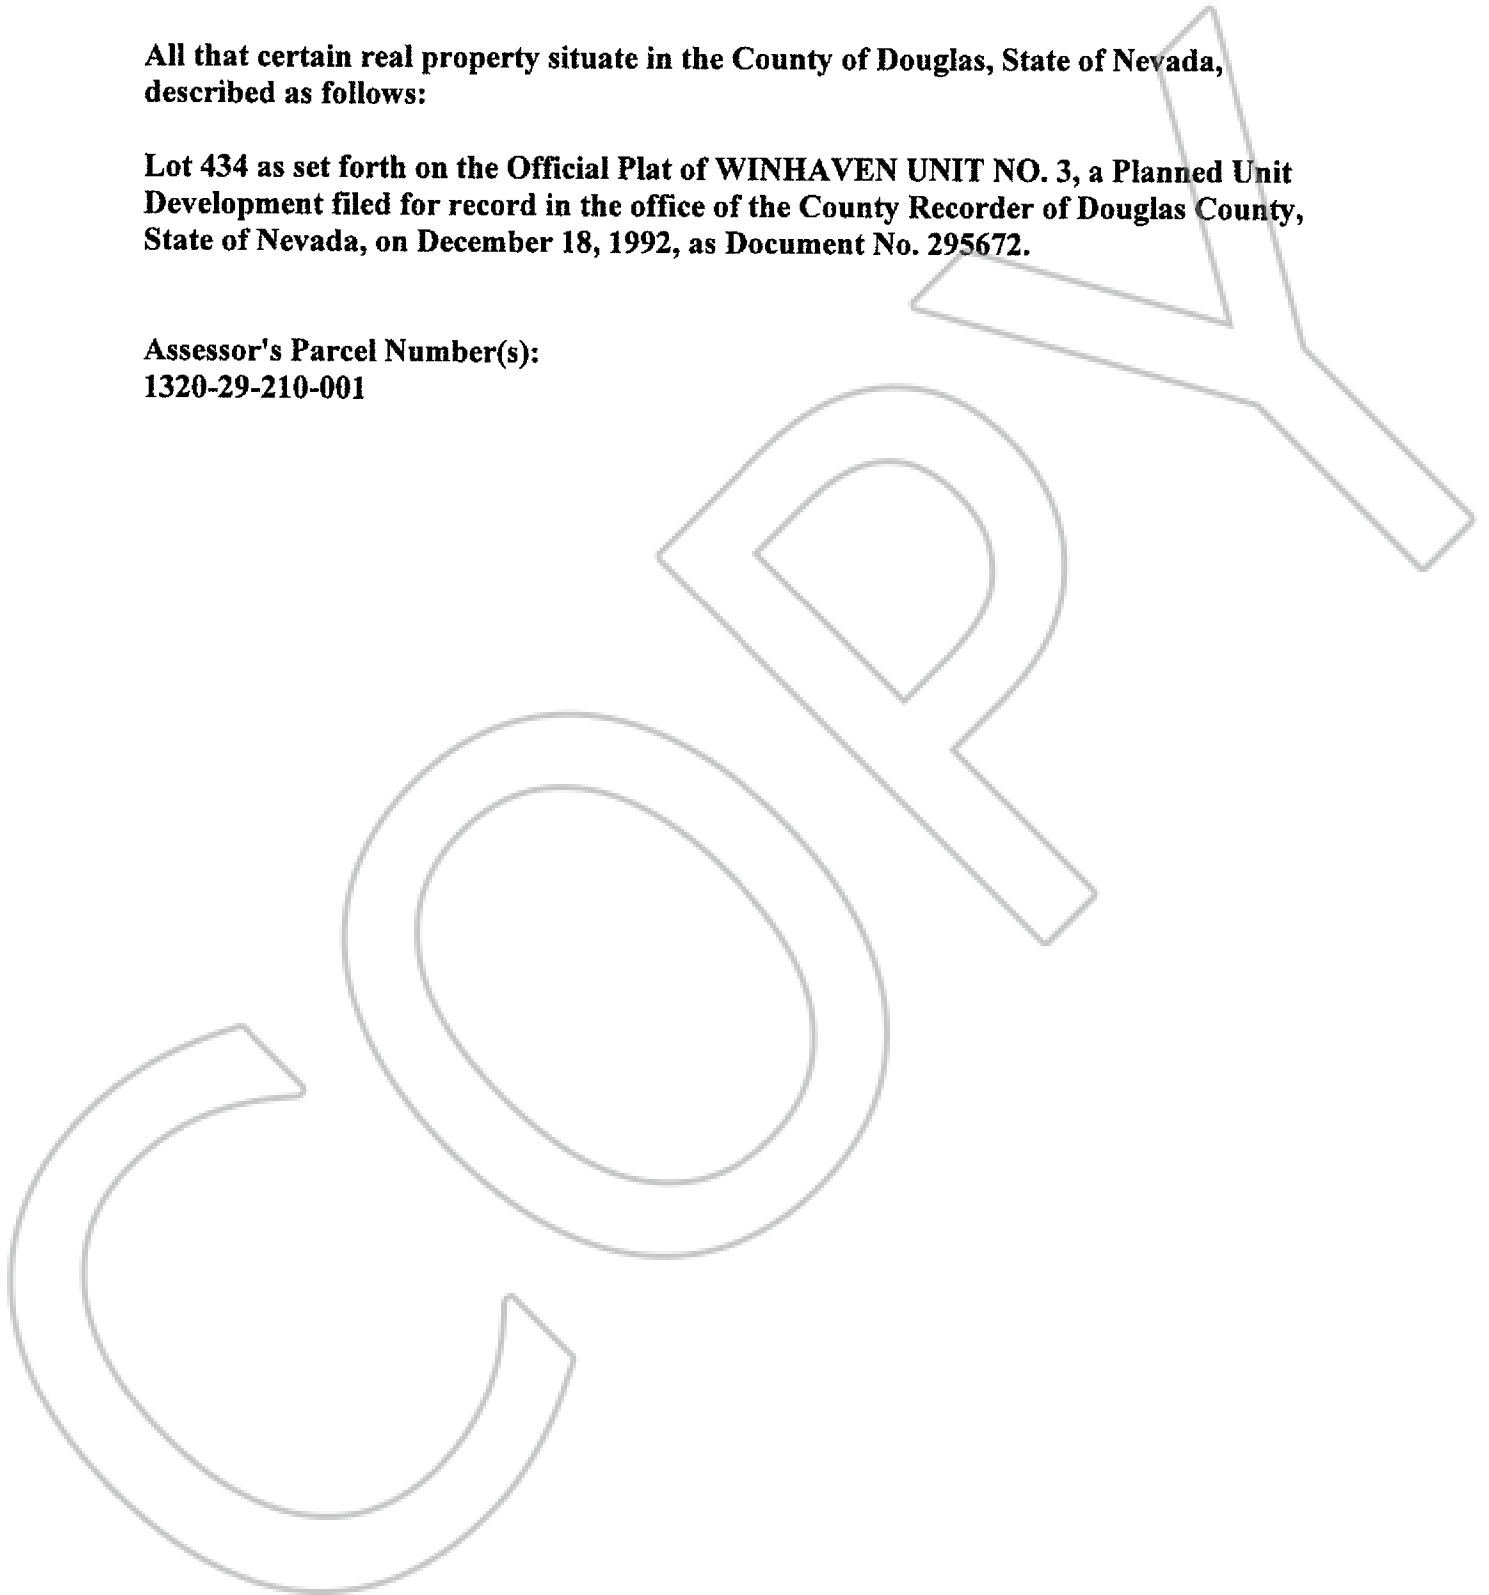 All that certain real property situate in the County of Douglas, State of Nevada,
described as follows:
Lot 434 as set forth on the Official Plat of WINHAVEN UNIT NO. 3, a Planned Unit
Development filed for record in the office of the County Recorder of Douglas County,
State of Nevada, on December 18, 1992, as Document No. 295672.
Assessor's Parcel Number(s):
1320-29-210-001
COPY